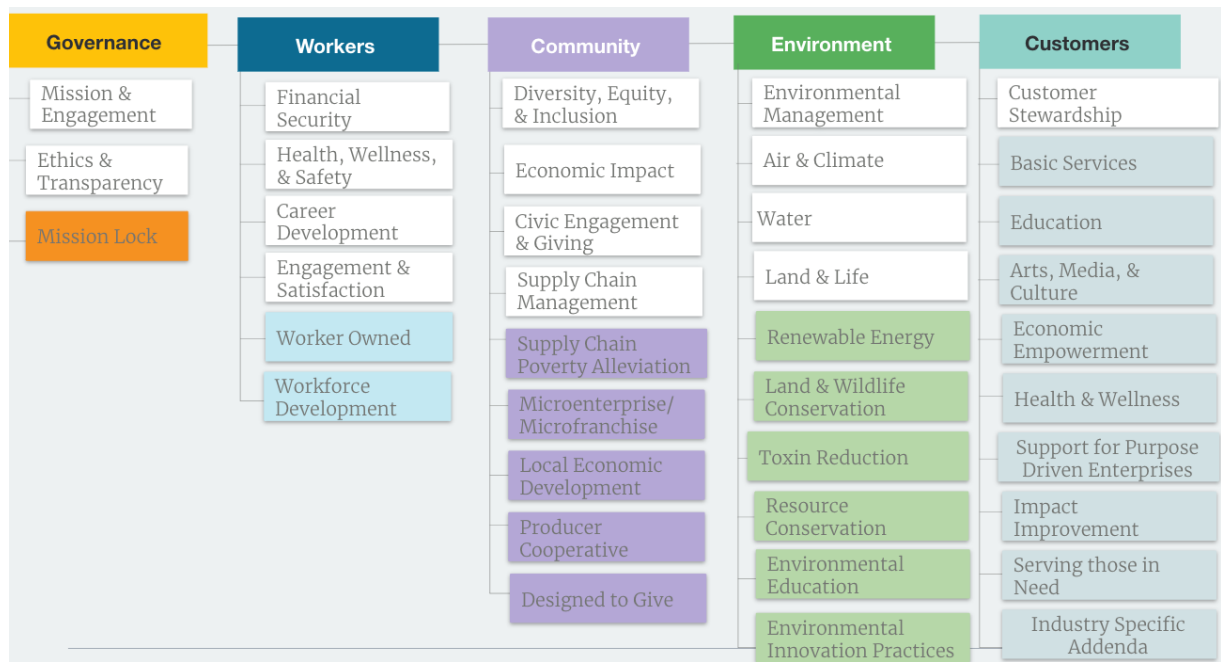 Governance
Mission &
Engagement
Ethics &
Transparency
Mission Lock
Workers
Financial
Security
Health, Wellness,
& Safety
Career
Development
Engagement &
Satisfaction
Worker Owned
Workforce
Development
Community
Diversity, Equity,
& Inclusion
Economic Impact
Civic Engagement
& Giving
Supply Chain
Management
Supply Chain
Poverty Alleviation
Microenterprise/
Microfranchise
Local Economic
Development
Producer
Cooperative
Designed to Give
Environment
Environmental
Management
Air & Climate
Water
Land & Life
Renewable Energy
Land & Wildlife
Conservation
Toxin Reduction
Resource
Conservation
Environmental
Education
Environmental
Innovation Practices
Customers
Customer
Stewardship
Basic Services
Education
Arts, Media, &
Culture
Economic
Empowerment
Health & Wellness
Support for Purpose
Driven Enterprises
Impact
Improvement
Serving those in
Need
Industry Specific
Addenda